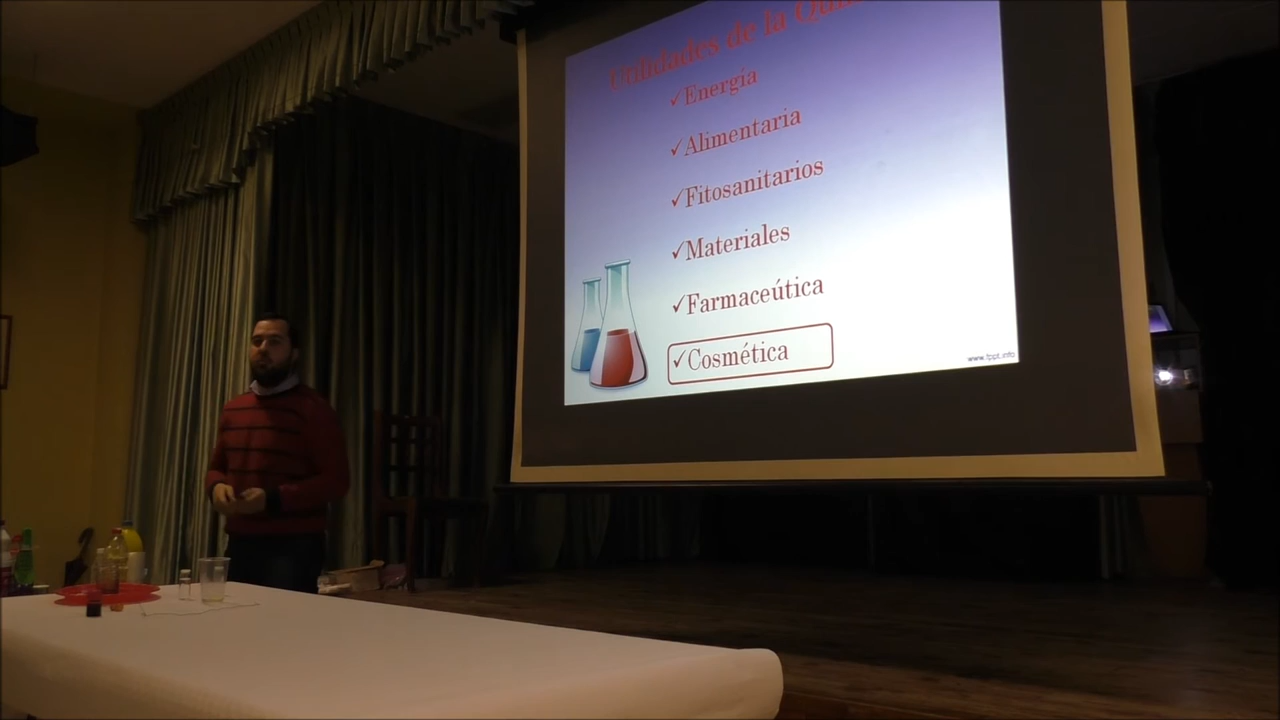 Utilidades de la
✓Energía
✓Alimentaria
✓Fitosanitarios
✓Materiales
✓Farmaceútica
✓Cosmética
www.fppt.info